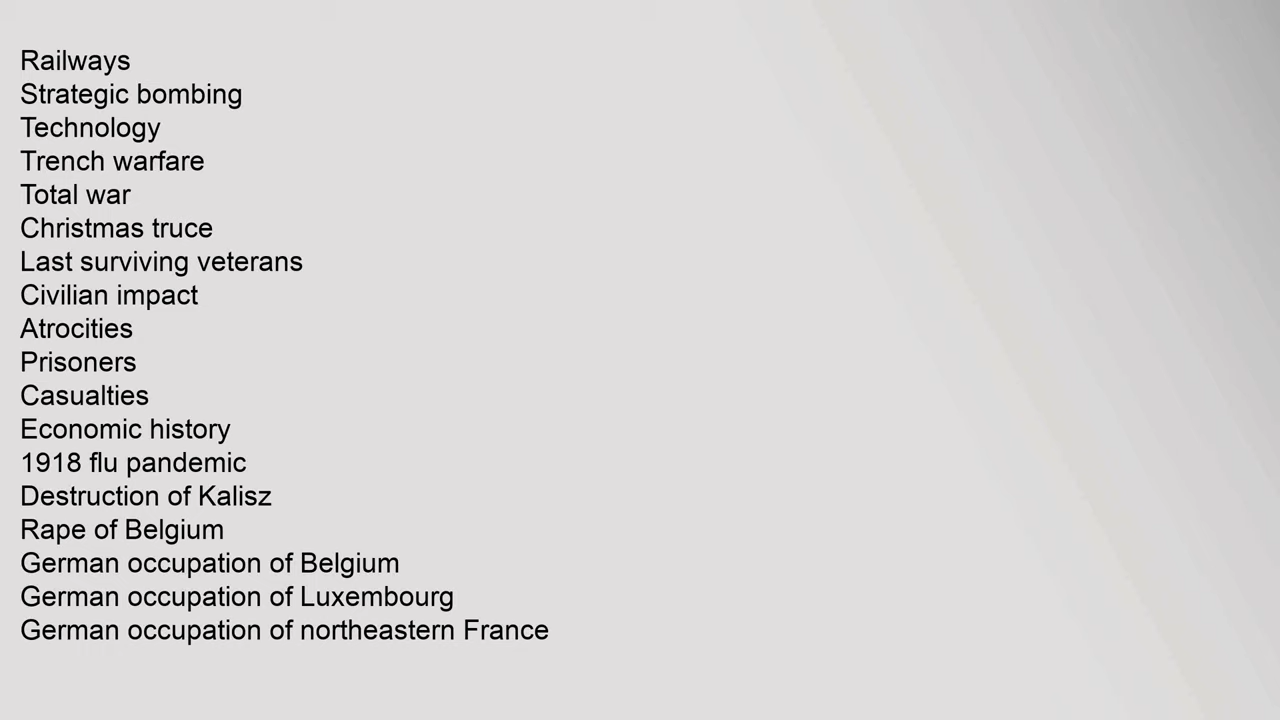 Railways
Strategic bombing
Technology
Trench warfare
Total war
Christmas truce
Last surviving veterans
Civilian impact
Atrocities
Prisoners
Casualties
Economic history
1918 flu pandemic
Destruction of Kalisz
Rape of Belgium
German occupation of Belgium
German occupation of Luxembourg
German occupation of northeastern France